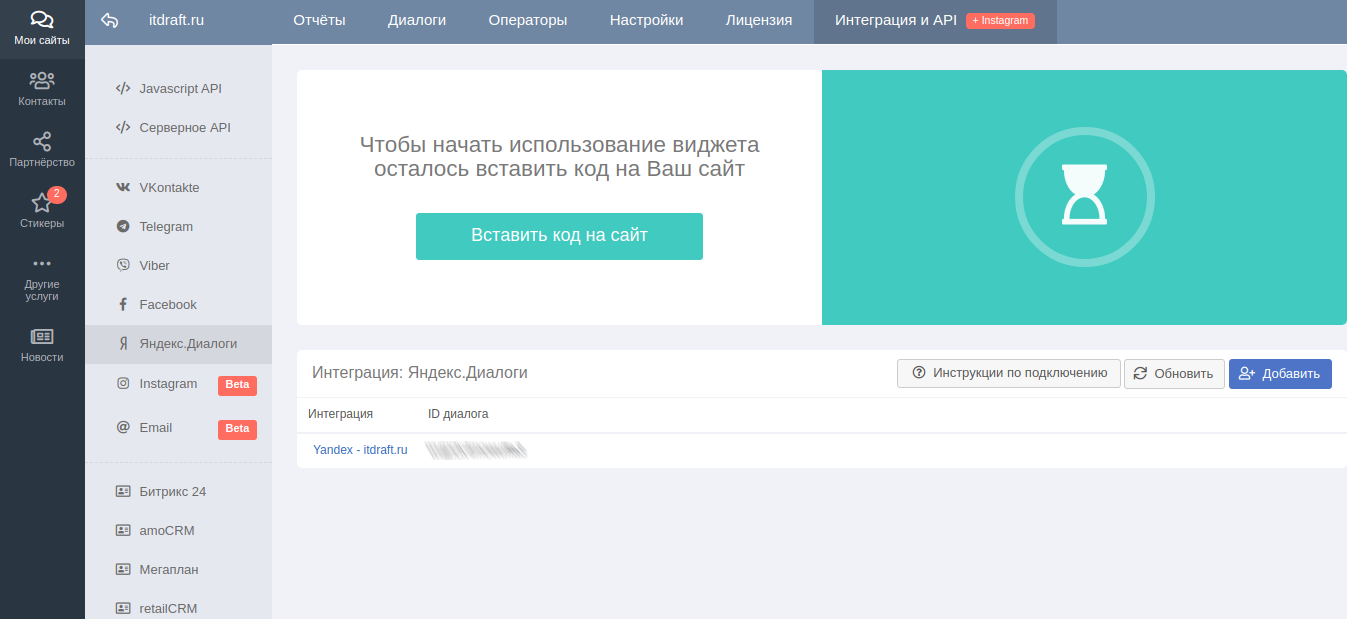 Мои сайты
Контакты
Партнёрство
2
Стикеры
Другие
услуги
Новости
itdraft.ru
Отчёты
Диалоги
Операторы
Настройки
Лицензия
Интеграция и API
+ Instagram
Javascript API
Серверное API
VKontakte
Telegram
Viber
Facebook
Яндекс.Диалоги
Instagram
Beta
Email
Beta
Битрикс 24
amoCRM
Мегаплан
retailCRM
Чтобы начать использование виджета
осталось вставить код на Ваш сайт
Вставить код на сайт
Интеграция: Яндекс.Диалоги
Инструкции по подключению
Обновить
Добавить
Интеграция
ID диалога
Yandex - itdraft.ru